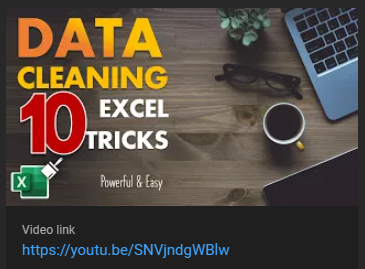 DATA
CLEANING
10 EXCEL
TRICKS
X
Powerful & Easy
Video link
https://youtu.be/SNVjndgWBlw